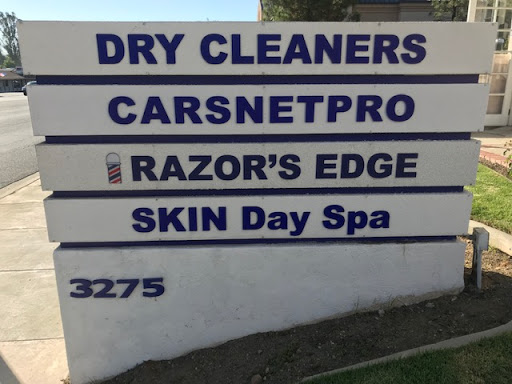 DRY CLEANERS
CARSNETPRO
RAZOR'S EDGE
SKIN Day Spa
3275